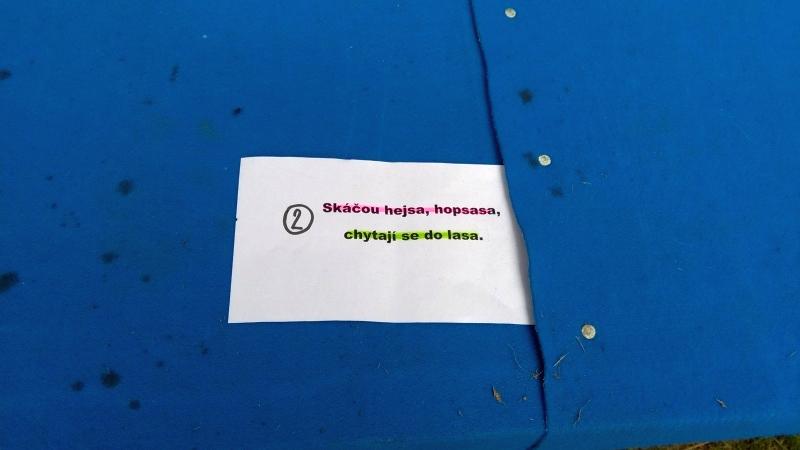 2
Skáčou hejsa, hopsasa,
chytají se do lasa.